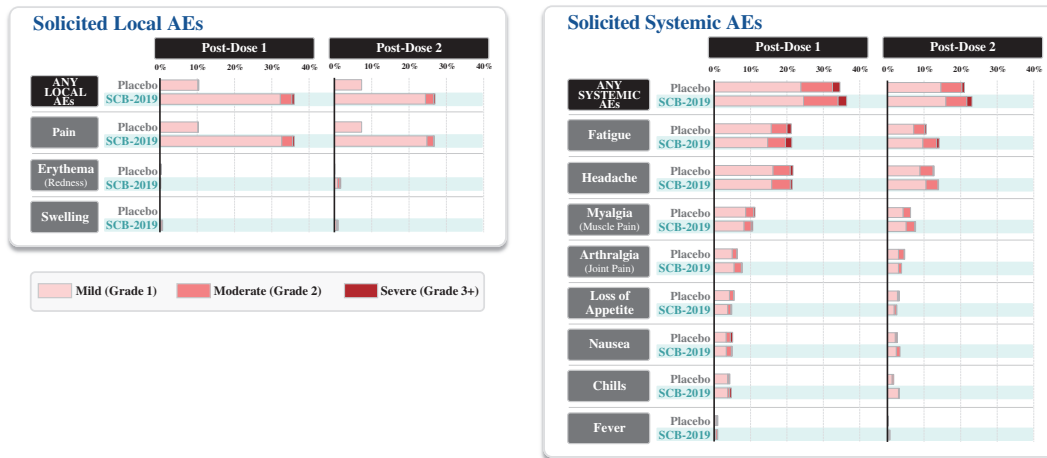 Solicited Local AEs
Post-Dose 1 Post-Dose 2
0% 10% 20% 30% 40% 0% 10% 20% 30% 40%
ANY
LOCAL
AEs
Placebo
SCB-2019
Pain
Placebo
SCB-2019
Erythema
(Redness)
Placebo
SCB-2019
Swelling
Placebo
SCB-2019
Mild (Grade 1) Moderate (Grade 2) Severe (Grade 3+)
Solicited Systemic AEs
Post-Dose 1 Post-Dose 2
0% 10% 20% 30% 40% 0% 10% 20% 30% 40%
ANY
SYSTEMIC
AEs
Placebo
SCB-2019
Fatigue
Placebo
SCB-2019
Headache
Placebo
SCB-2019
Myalgia
(Muscle Pain)
Placebo
SCB-2019
Arthralgia
(Joint Pain)
Placebo
SCB-2019
Loss of
Appetite
Placebo
SCB-2019
Nausea
Placebo
SCB-2019
Chills
Placebo
SCB-2019
Fever
Placebo
SCB-2019